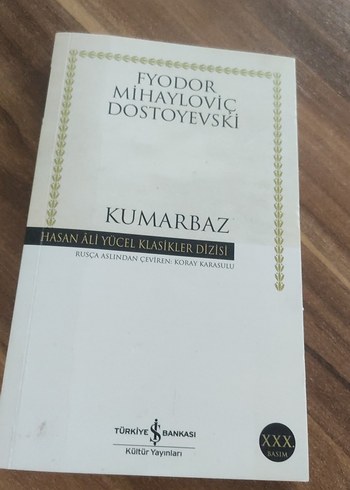 FYODOR
MİHAYLOVİÇ
DOSTOYEVSKİ
KUMARBAZ
HASAN ÂLİ YÜCEL KLASİKLER DİZİSİ
RUSÇA ASLINDAN ÇEVİREN: KORAY KARASULU
TÜRKİYE İŞ BANKASI
Kültür Yayınları
XXX.
BASIM